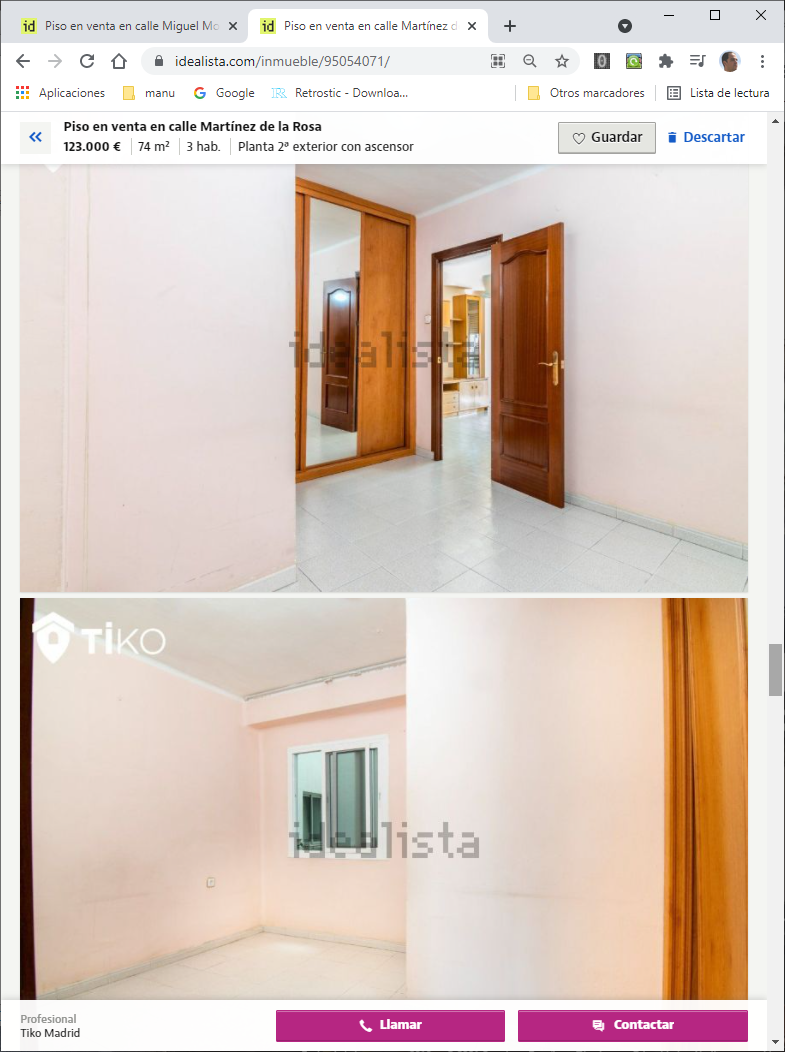 Piso en venta en calle Miguel Mo
Piso en venta en calle Martínez d
idealista.com/inmueble/95054071/
Aplicaciones
manu
Google
Retrostic - Downloa...
Otros marcadores
Lista de lectura
Piso en venta en calle Martínez de la Rosa
123.000 € 74 m² 3 hab. Planta 2ª exterior con ascensor
Guardar
Descartar
idealista
TiKO
idealista
Profesional
Tiko Madrid
Llamar
Contactar